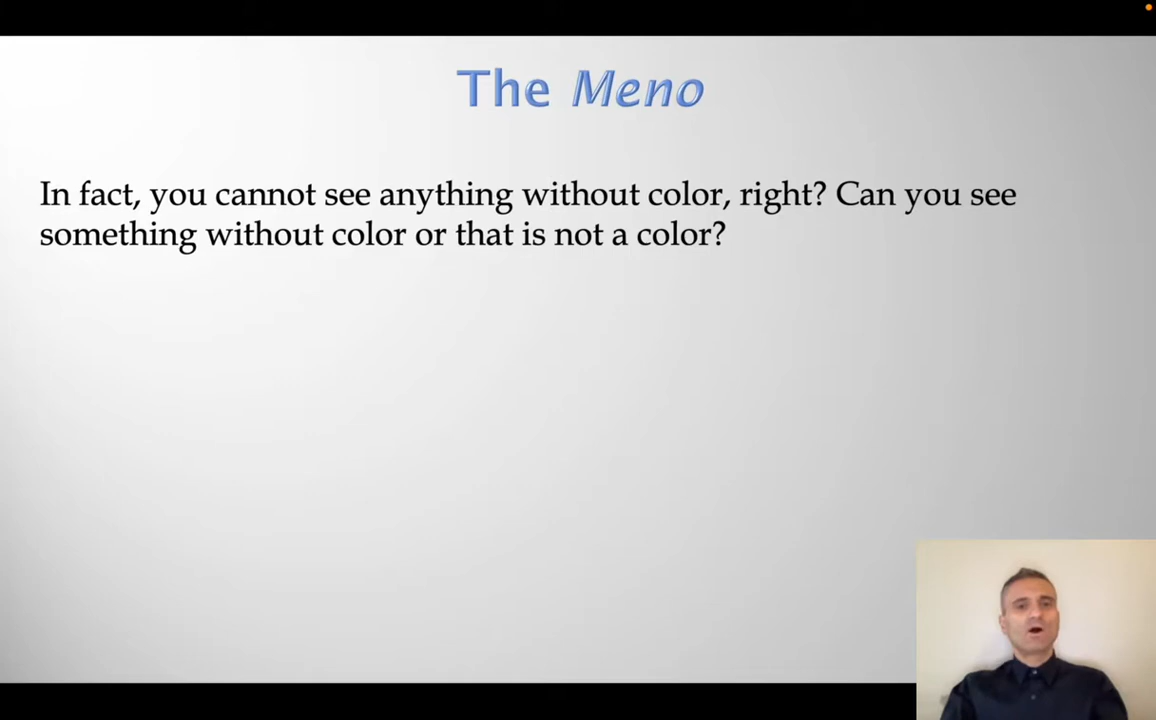 The Meno
In fact, you cannot see anything without color, right? Can you see
something without color or that is not a color?